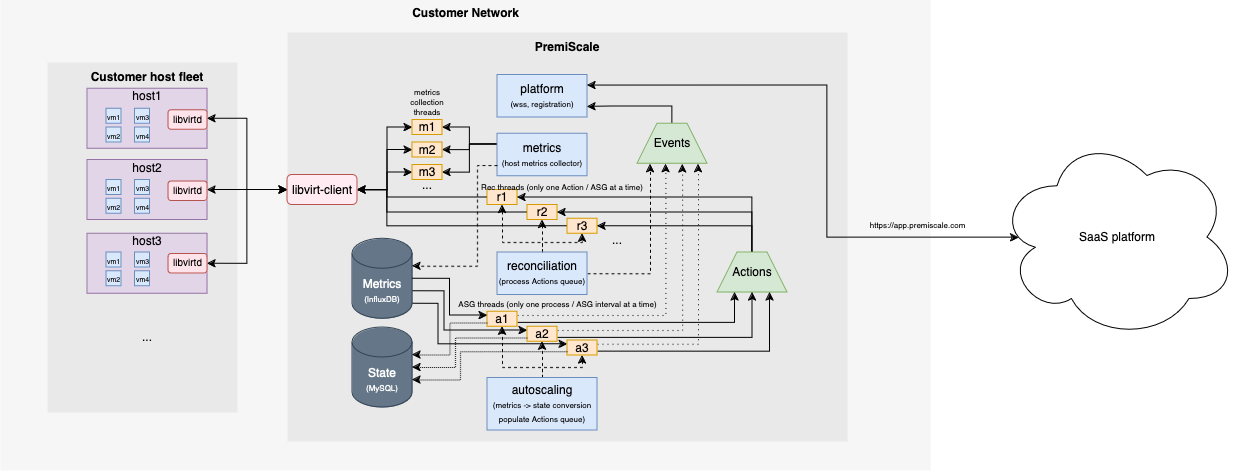 Customer Network
PremiScale
Customer host fleet
host1
vm1
vm3
vm2
vm4
libvirtd
host2
vm1
vm3
vm2
vm4
libvirtd
host3
vm1
vm3
vm2
vm4
libvirtd
...
libvirt-client
metrics
collection
threads
m1
m2
m3
...
platform
(wss, registration)
metrics
(host metrics collector)
Events
Rec threads (only one Action / ASG at a time)
r1
r2
r3
...
reconciliation
(process Actions queue)
Actions
Metrics
(InfluxDB)
State
(MySQL)
ASG threads (only one process / ASG interval at a time)
a1
a2
a3
autoscaling
(metrics -> state conversion
populate Actions queue)
https://app.premiscale.com
SaaS platform